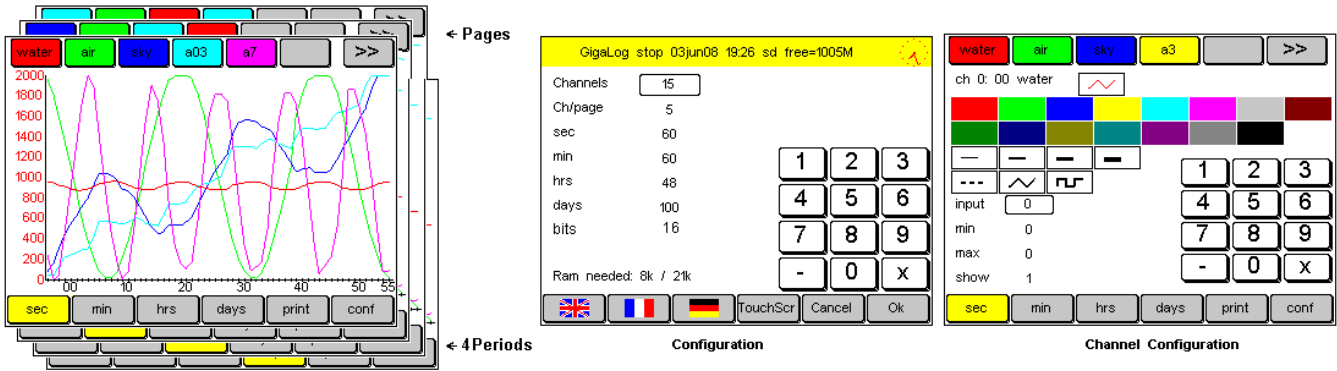 >>
>>
water air sky a03 a7 >>
← Pages
2000
1800
1600
1400
1200
1000
800
600
400
200
0
00 10 20 30 40 50 55
sec min hrs days print conf
← 4Periods
GigaLog stop 03jun08 19:26 sd free=1005M
Channels 15
Ch/page 5
sec 60
min 60
hrs 48
days 100
bits 16
1 2 3
4 5 6
7 8 9
- 0 x
Ram needed: 8k / 21k
TouchScr Cancel Ok
Configuration
water air sky a3 >>
ch 0: 00 water
input 0
min 0
max 0
show 1
1 2 3
4 5 6
7 8 9
- 0 x
sec min hrs days print conf
Channel Configuration